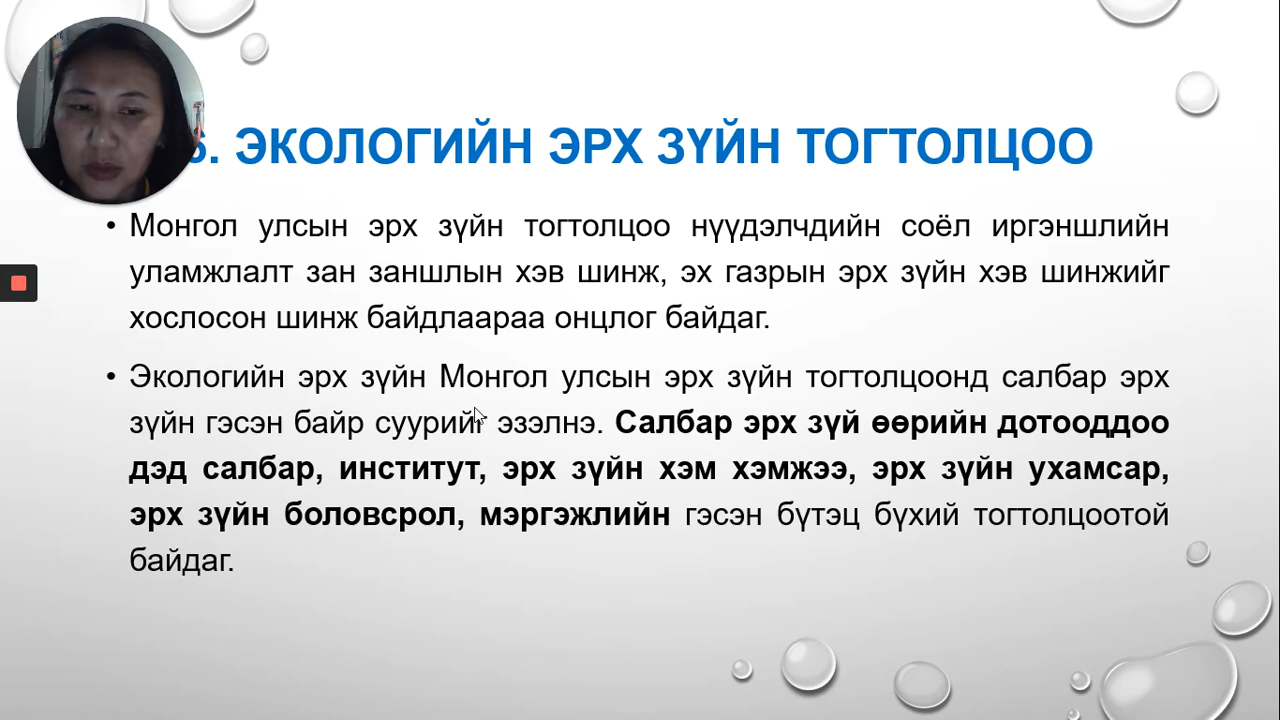 6. ЭКОЛОГИЙН ЭРХ ЗҮЙН ТОГТОЛЦОО
• Монгол улсын эрх зүйн тогтолцоо нүүдэлчдийн соёл иргэншлийн
уламжлалт зан заншлын хэв шинж, эх газрын эрх зүйн хэв шинжийг
хослосон шинж байдлаараа онцлог байдаг.
• Экологийн эрх зүйн Монгол улсын эрх зүйн тогтолцоонд салбар эрх
зүйн гэсэн байр суурийг эзэлнэ. Салбар эрх зүй өөрийн дотооддоо
дэд салбар, институт, эрх зүйн хэм хэмжээ, эрх зүйн ухамсар,
эрх зүйн боловсрол, мэргэжлийн гэсэн бүтэц бүхий тогтолцоотой
байдаг.